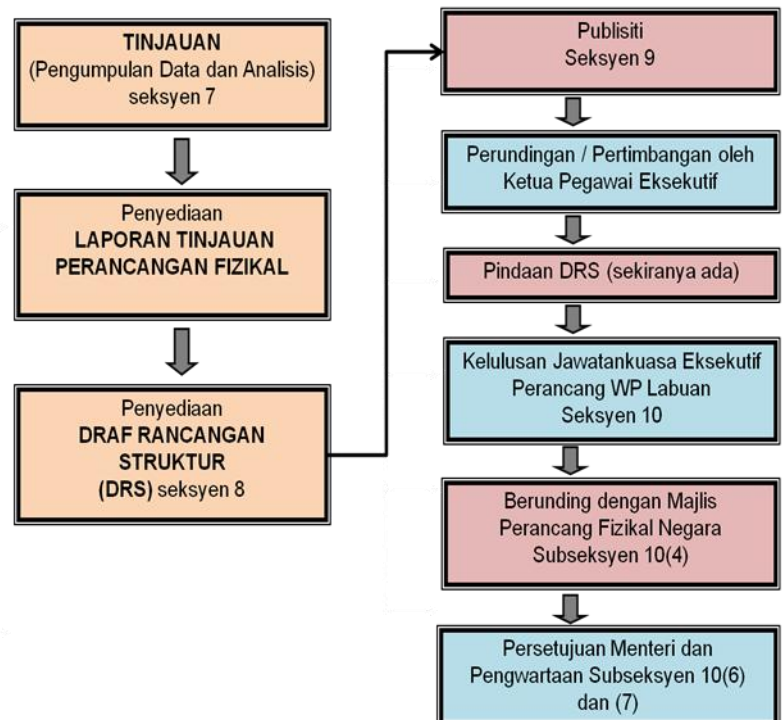 TINJAUAN
(Pengumpulan Data dan Analisis)
seksyen 7
Penyediaan
LAPORAN TINJAUAN
PERANCANGAN FIZIKAL
Penyediaan
DRAF RANCANGAN
STRUKTUR
(DRS) seksyen 8
Publisiti
Seksyen 9
Perundingan / Pertimbangan oleh
Ketua Pegawai Eksekutif
Pindaan DRS (sekiranya ada)
Kelulusan Jawatankuasa Eksekutif
Perancang WP Labuan
Seksyen 10
Berunding dengan Majlis
Perancang Fizikal Negara
Subseksyen 10(4)
Persetujuan Menteri dan
Pengwartaan Subseksyen 10(6)
dan (7)